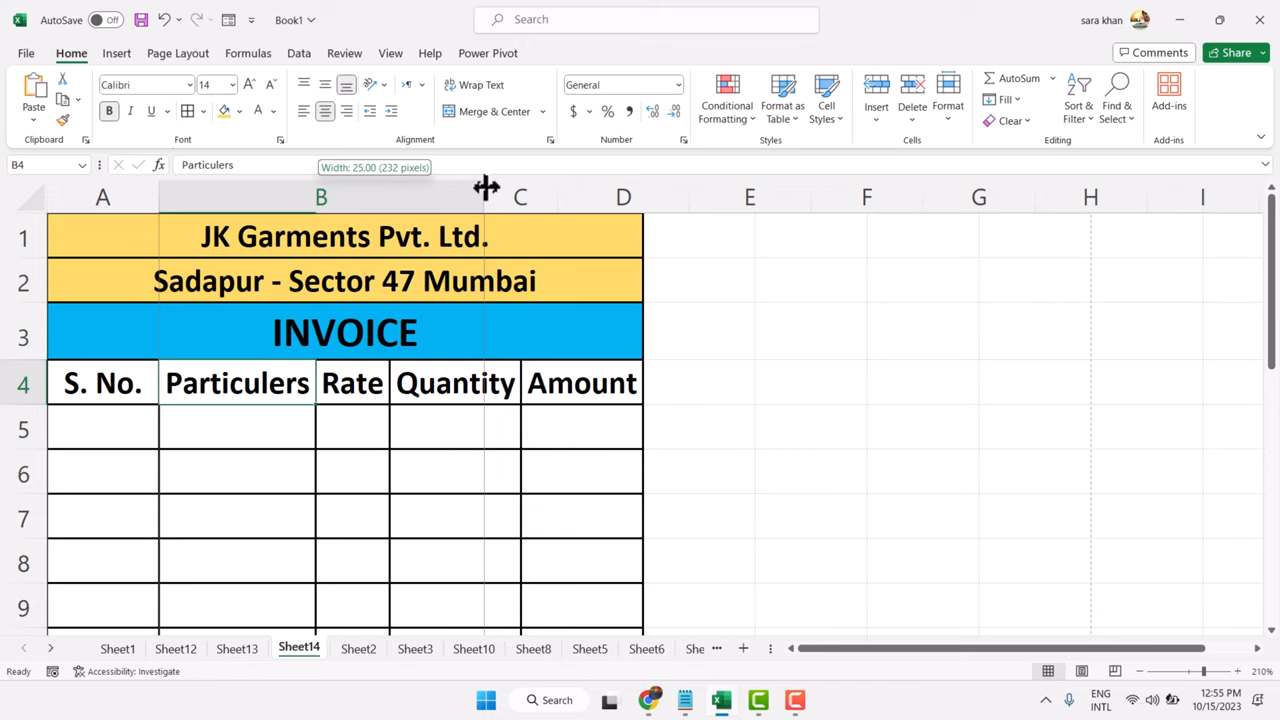 AutoSave Off Book1 Search sara khan
File Home Insert Page Layout Formulas Data Review View Help Power Pivot Comments Share
Paste Calibri 14 Wrap Text General Conditional Formatting Format as Table Cell Styles Insert Delete Format AutoSum Sort & Filter Find & Select Add-ins
B I U Merge & Center $ % Fill
Clear
Clipboard Font Alignment Number Styles Cells Editing Add-ins
B4 fx Particulers Width: 25.00 (232 pixels)
A B C D E F G H I
1 JK Garments Pvt. Ltd.
2 Sadapur - Sector 47 Mumbai
3 INVOICE
4 S. No. Particulers Rate Quantity Amount
5
6
7
8
9
Sheet1 Sheet12 Sheet13 Sheet14 Sheet2 Sheet3 Sheet10 Sheet8 Sheet5 Sheet6 She
Ready Accessibility: Investigate 210%
Search ENG INTL 12:55 PM 10/15/2023